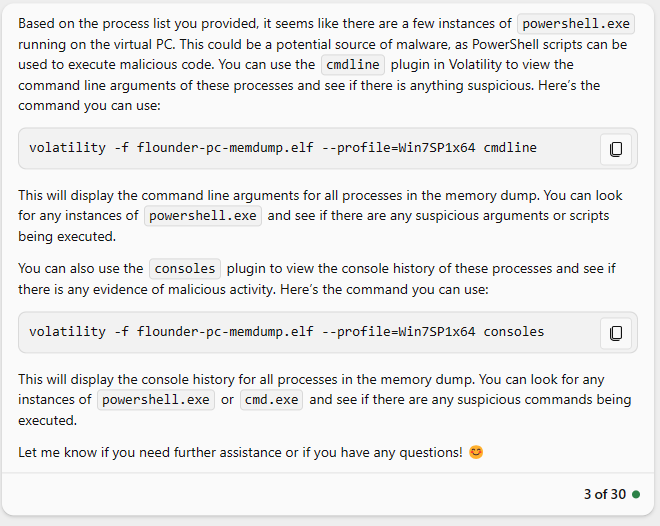 Based on the process list you provided, it seems like there are a few instances of powershell.exe
running on the virtual PC. This could be a potential source of malware, as PowerShell scripts can be
used to execute malicious code. You can use the cmdline plugin in Volatility to view the
command line arguments of these processes and see if there is anything suspicious. Here’s the
command you can use:
volatility -f flounder-pc-memdump.elf --profile=Win7SP1x64 cmdline
This will display the command line arguments for all processes in the memory dump. You can look
for any instances of powershell.exe and see if there are any suspicious arguments or scripts
being executed.
You can also use the consoles plugin to view the console history of these processes and see if
there is any evidence of malicious activity. Here’s the command you can use:
volatility -f flounder-pc-memdump.elf --profile=Win7SP1x64 consoles
This will display the console history for all processes in the memory dump. You can look for any
instances of powershell.exe or cmd.exe and see if there are any suspicious commands being
executed.
Let me know if you need further assistance or if you have any questions! 😊
3 of 30